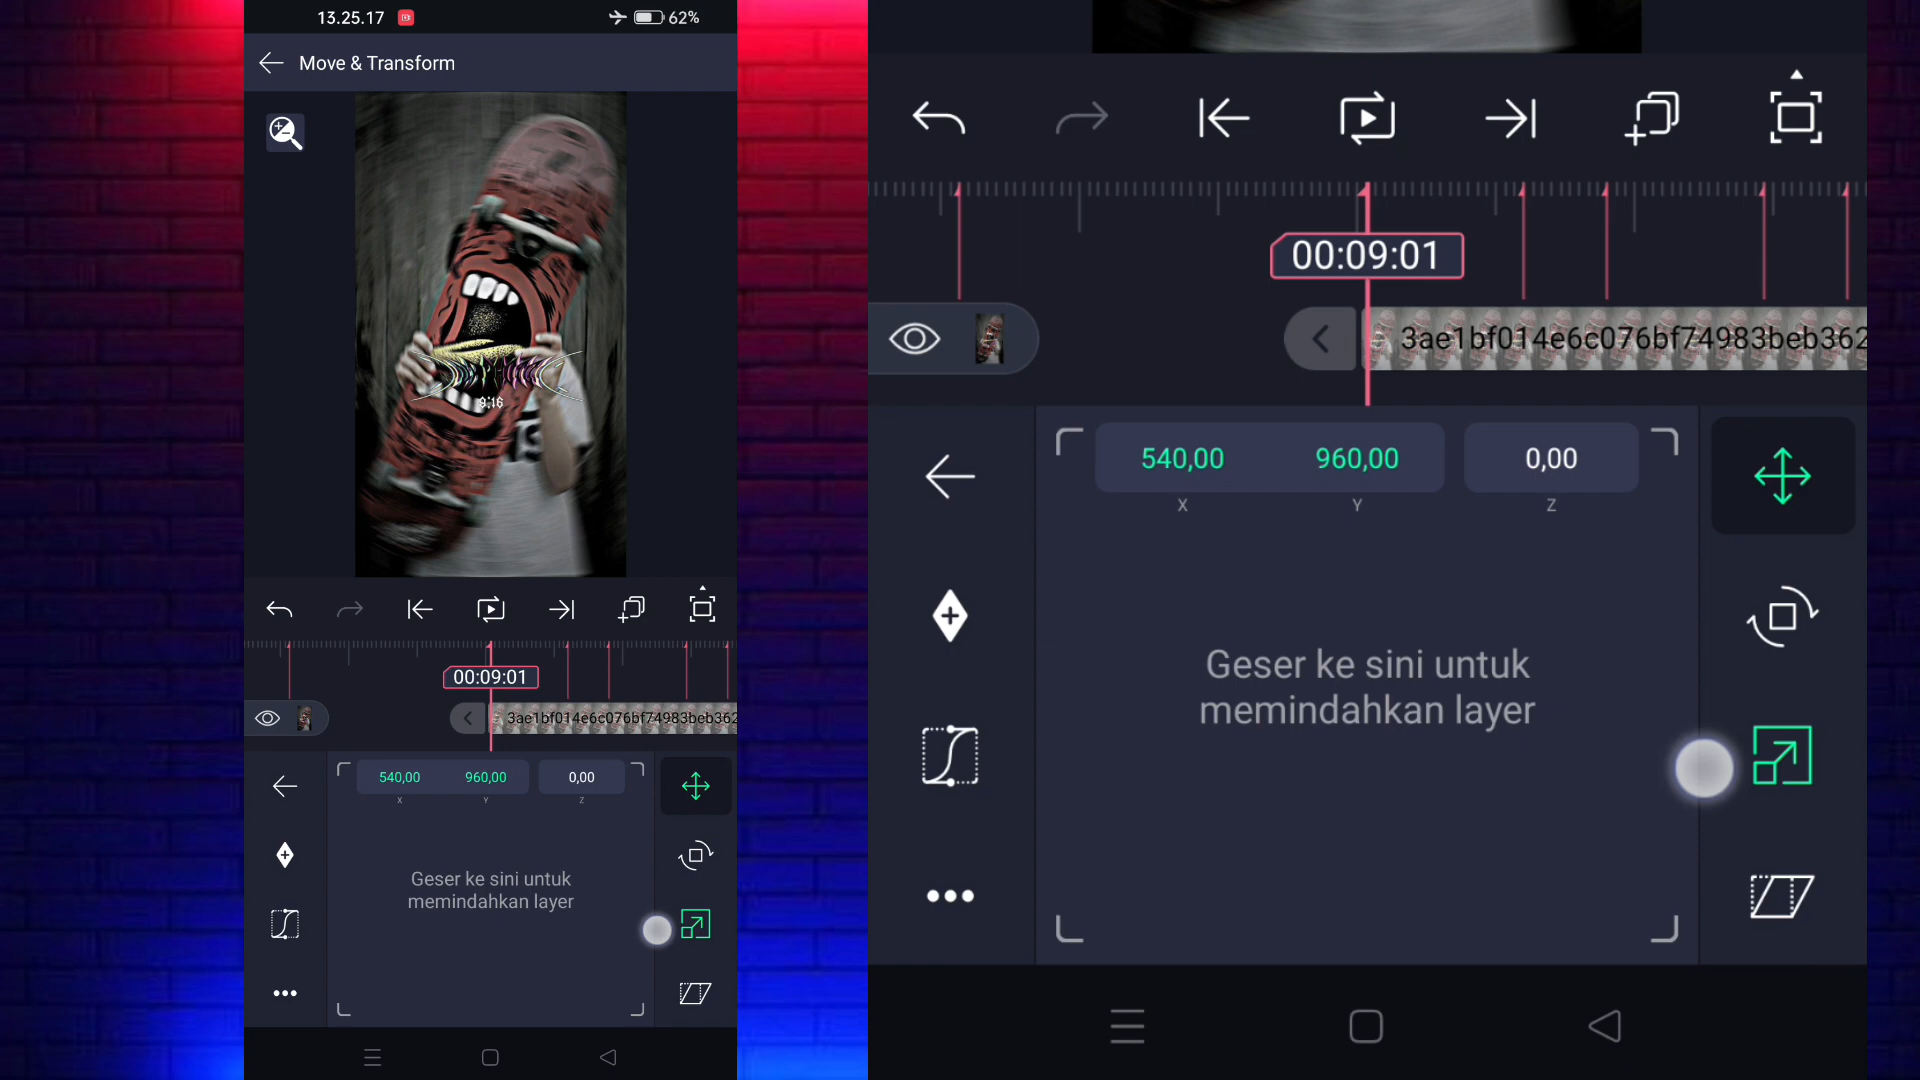 13.25.17
62%
Move & Transform
9:16
00:09:01
3ae1bf014e6c076bf74983beb362
540,00 960,00 0,00
X Y Z
Geser ke sini untuk
memindahkan layer
00:09:01
3ae1bf014e6c076bf74983beb362
540,00 960,00 0,00
X Y Z
Geser ke sini untuk
memindahkan layer